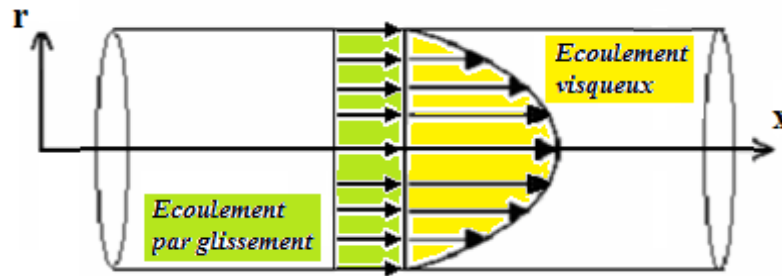 r
Ecoulement
visqueux
x
Ecoulement
par glissement